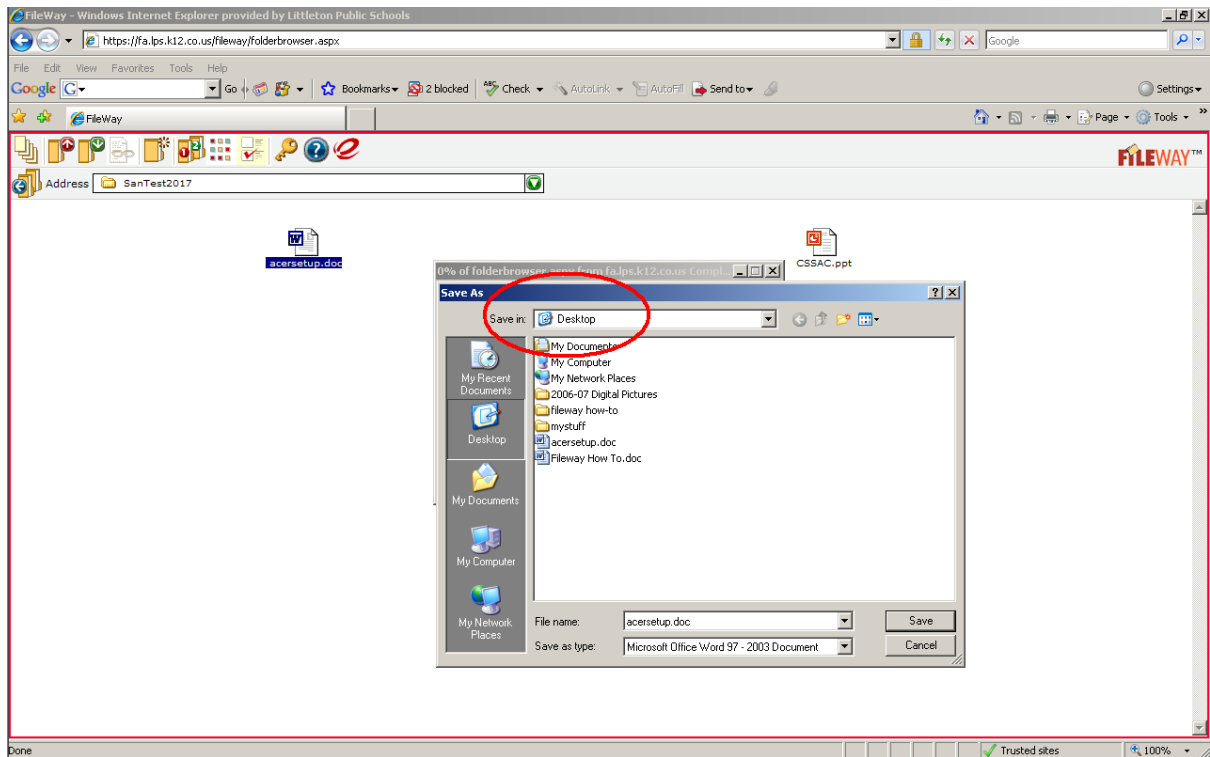 FileWay - Windows Internet Explorer provided by Littleton Public Schools
https://fa.lps.k12.co.us/fileway/folderbrowser.aspx
Google
File Edit View Favorites Tools Help
Google G Go Bookmarks 2 blocked ABC Check AutoLink AutoFill Send to Settings
FileWay Page Tools »
FILEWAY™
Address SanTest2017
acersetup.doc
CSSAC.ppt
0% of folderbrowser.aspx from fa.lps.k12.co.us Compl...
Save As
Save in: Desktop
My Documents
My Computer
My Network Places
2006-07 Digital Pictures
fileway how-to
mystuff
acersetup.doc
Fileway How To.doc
My Recent
Documents
Desktop
My Documents
My Computer
My Network
Places
File name: acersetup.doc Save
Save as type: Microsoft Office Word 97 - 2003 Document Cancel
Done Trusted sites 100%